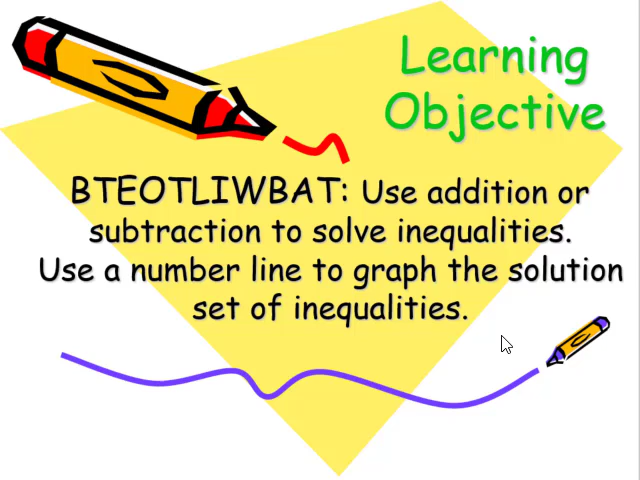 Learning
Objective
BTEOTLIWBAT: Use addition or
subtraction to solve inequalities.
Use a number line to graph the solution
set of inequalities.